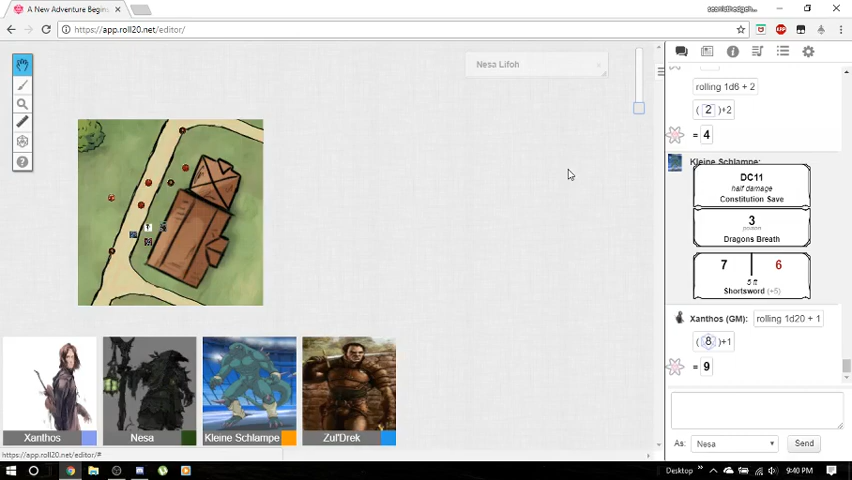 A New Adventure Begin
https://app.roll20.net/editor/
Nesa Lifoh
rolling 1d6 + 2
( 2 )+2
= 4
Kleine Schlampe:
DC11
half damage
Constitution Save
3
poison
Dragons Breath
7 6
5 ft
Shortsword (+5)
Xanthos (GM): rolling 1d20 + 1
( 8 )+1
= 9
Xanthos
Nesa
Kleine Schlampe
Zul'Drek
As: Nesa Send
https://app.roll20.net/editor/#
Desktop
9:40 PM